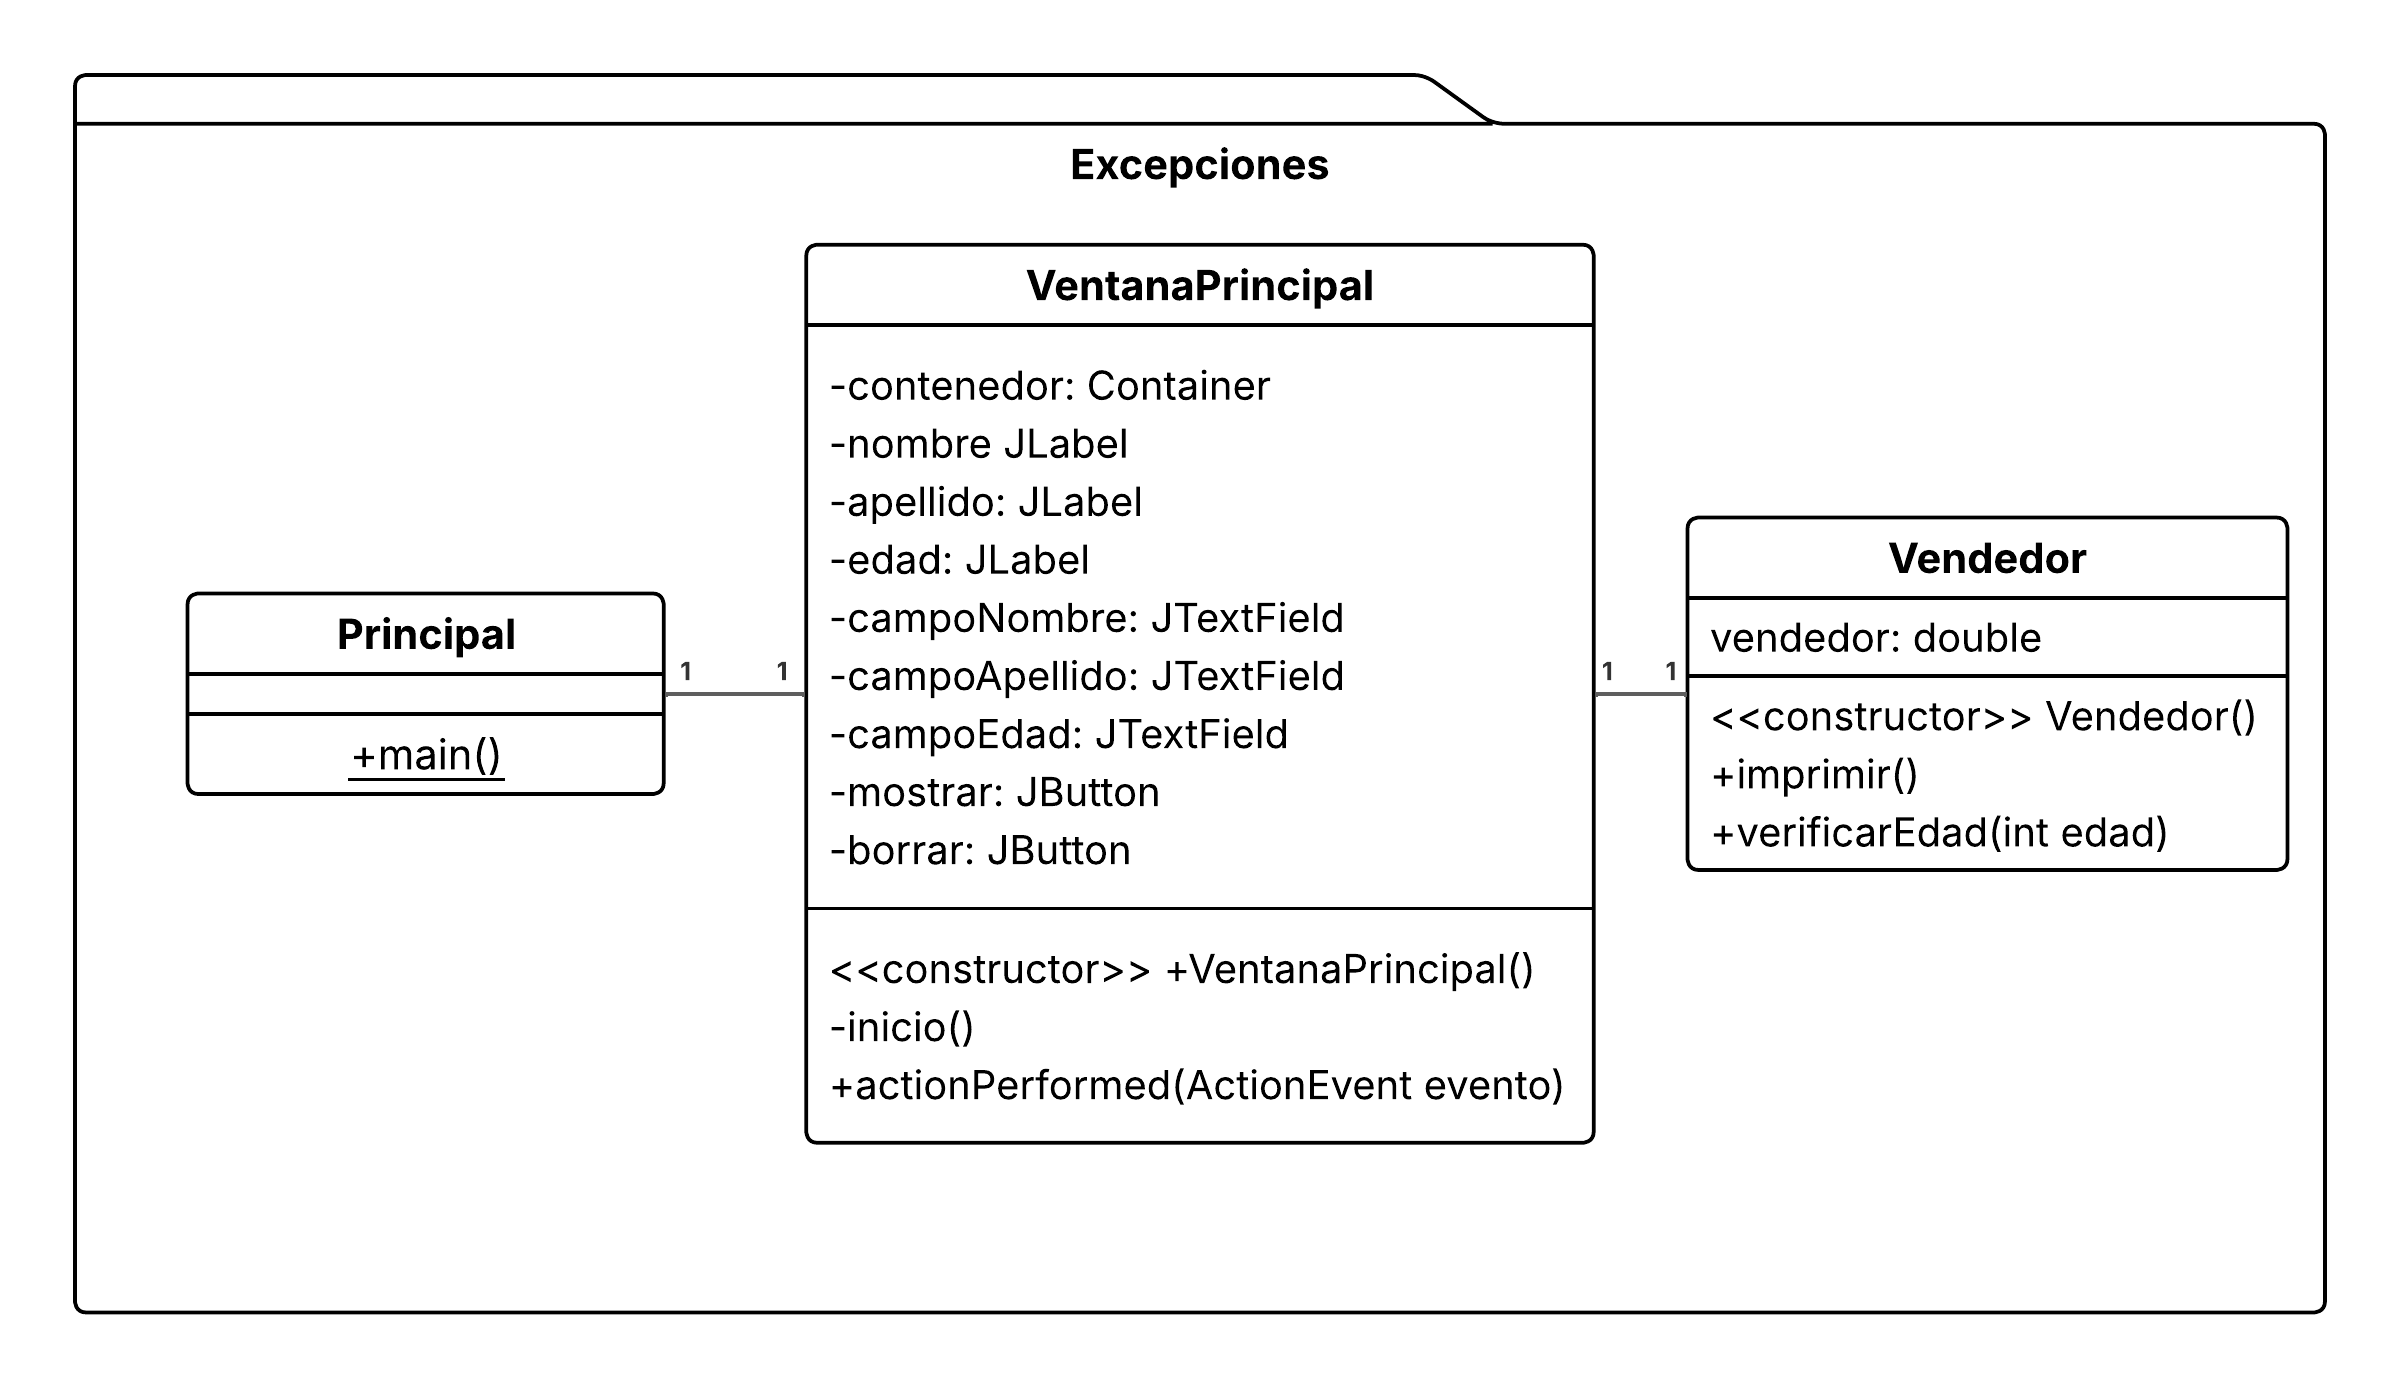 Excepciones
Principal
+main()
1 1
VentanaPrincipal
-contenedor: Container
-nombre JLabel
-apellido: JLabel
-edad: JLabel
-campoNombre: JTextField
-campoApellido: JTextField
-campoEdad: JTextField
-mostrar: JButton
-borrar: JButton
<<constructor>> +VentanaPrincipal()
-inicio()
+actionPerformed(ActionEvent evento)
1 1
Vendedor
vendedor: double
<<constructor>> Vendedor()
+imprimir()
+verificarEdad(int edad)